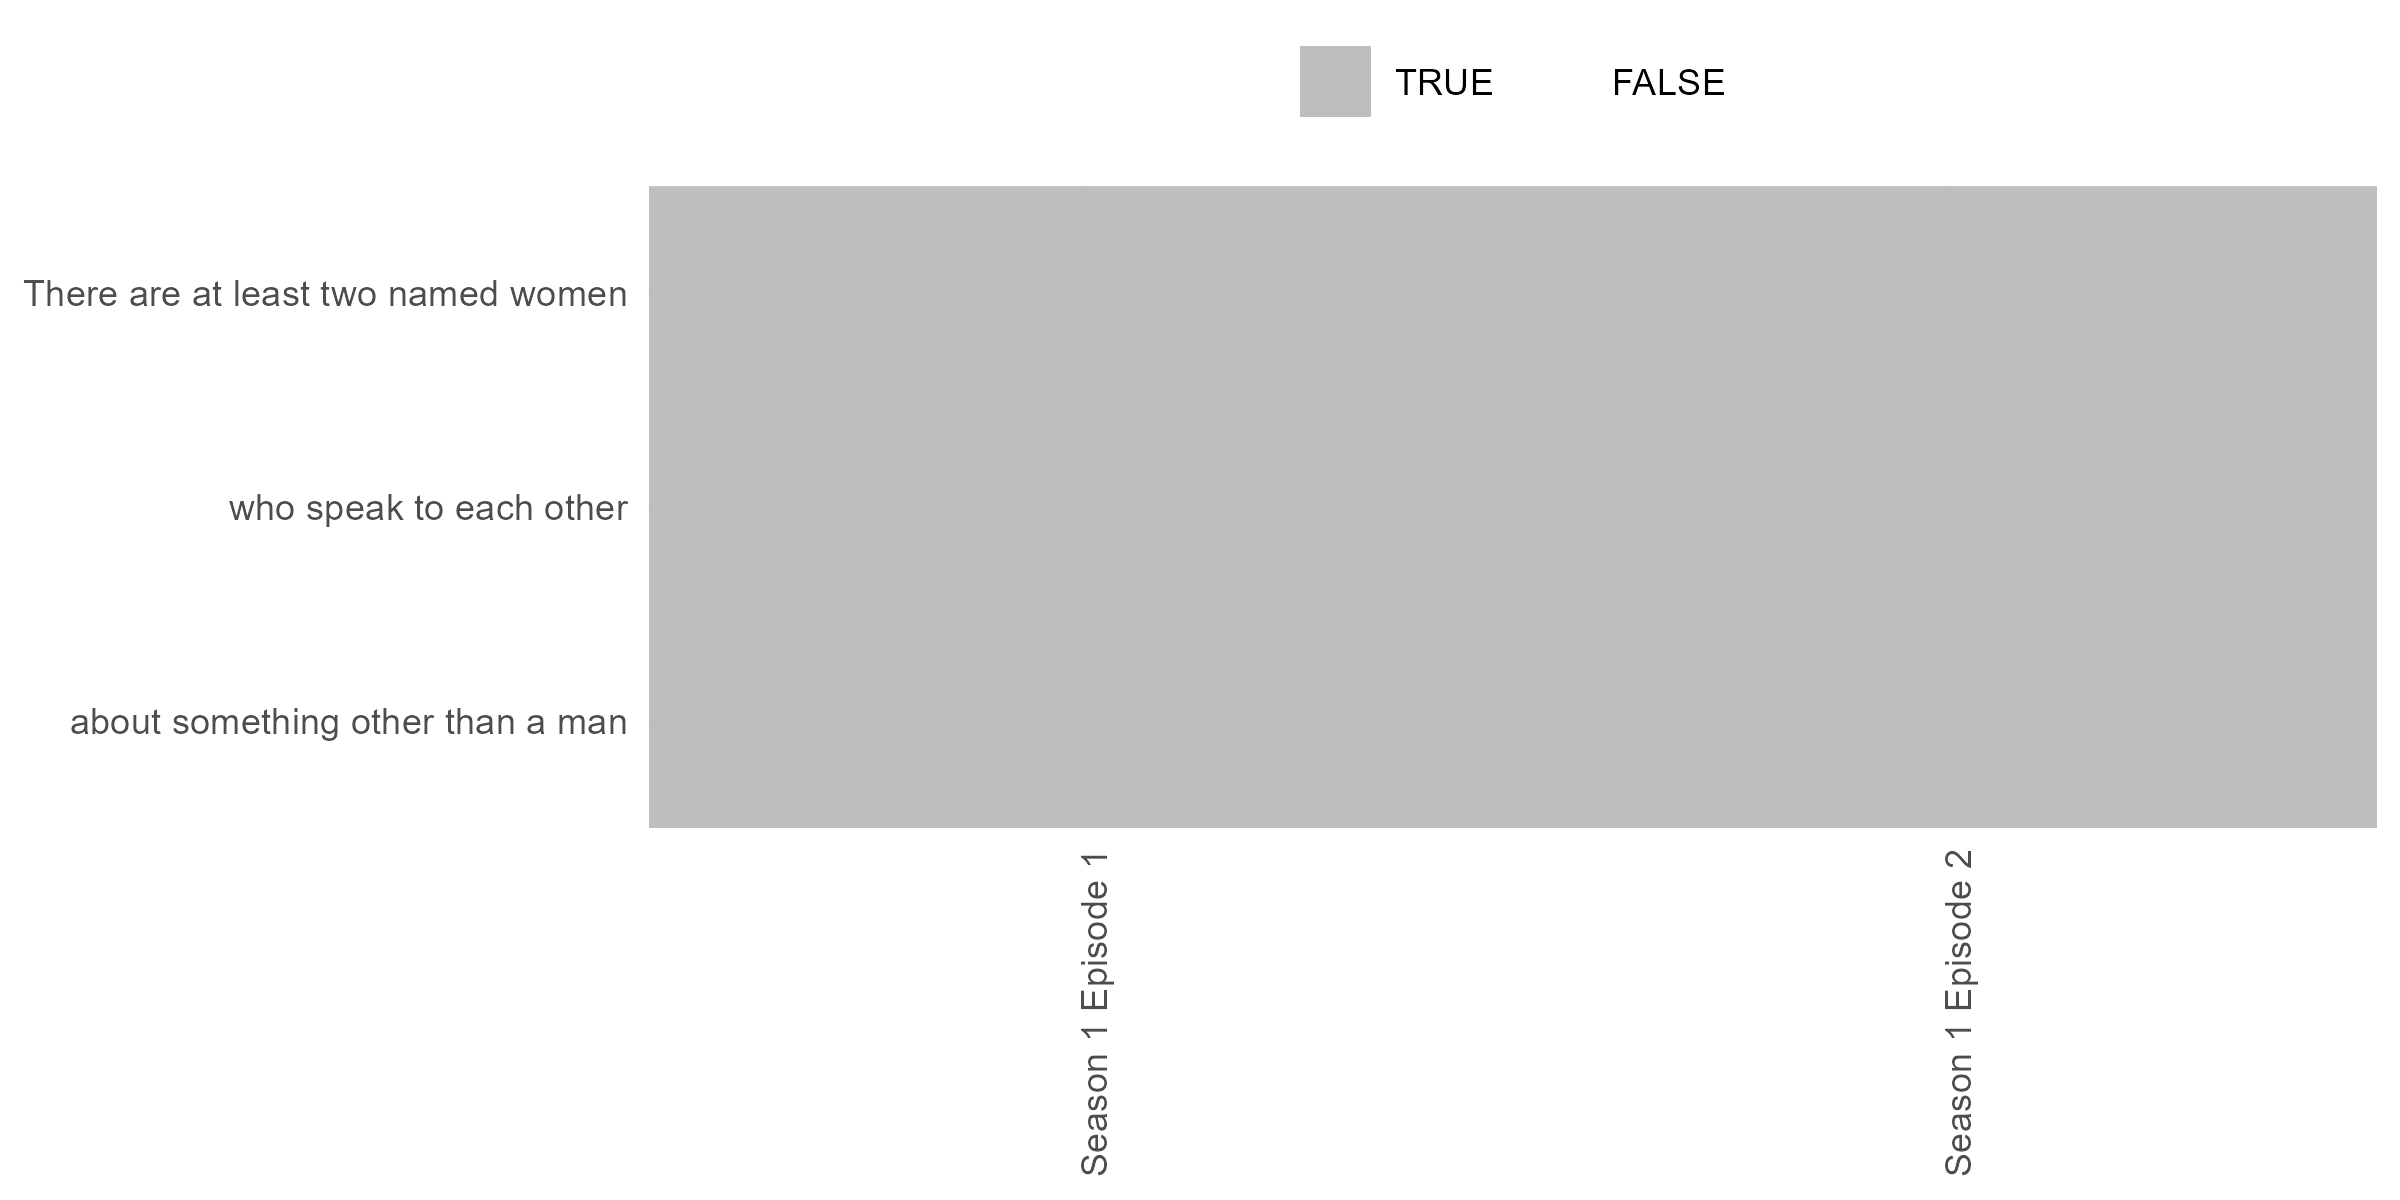 TRUE FALSE
There are at least two named women
who speak to each other
about something other than a man
Season 1 Episode 1
Season 1 Episode 2